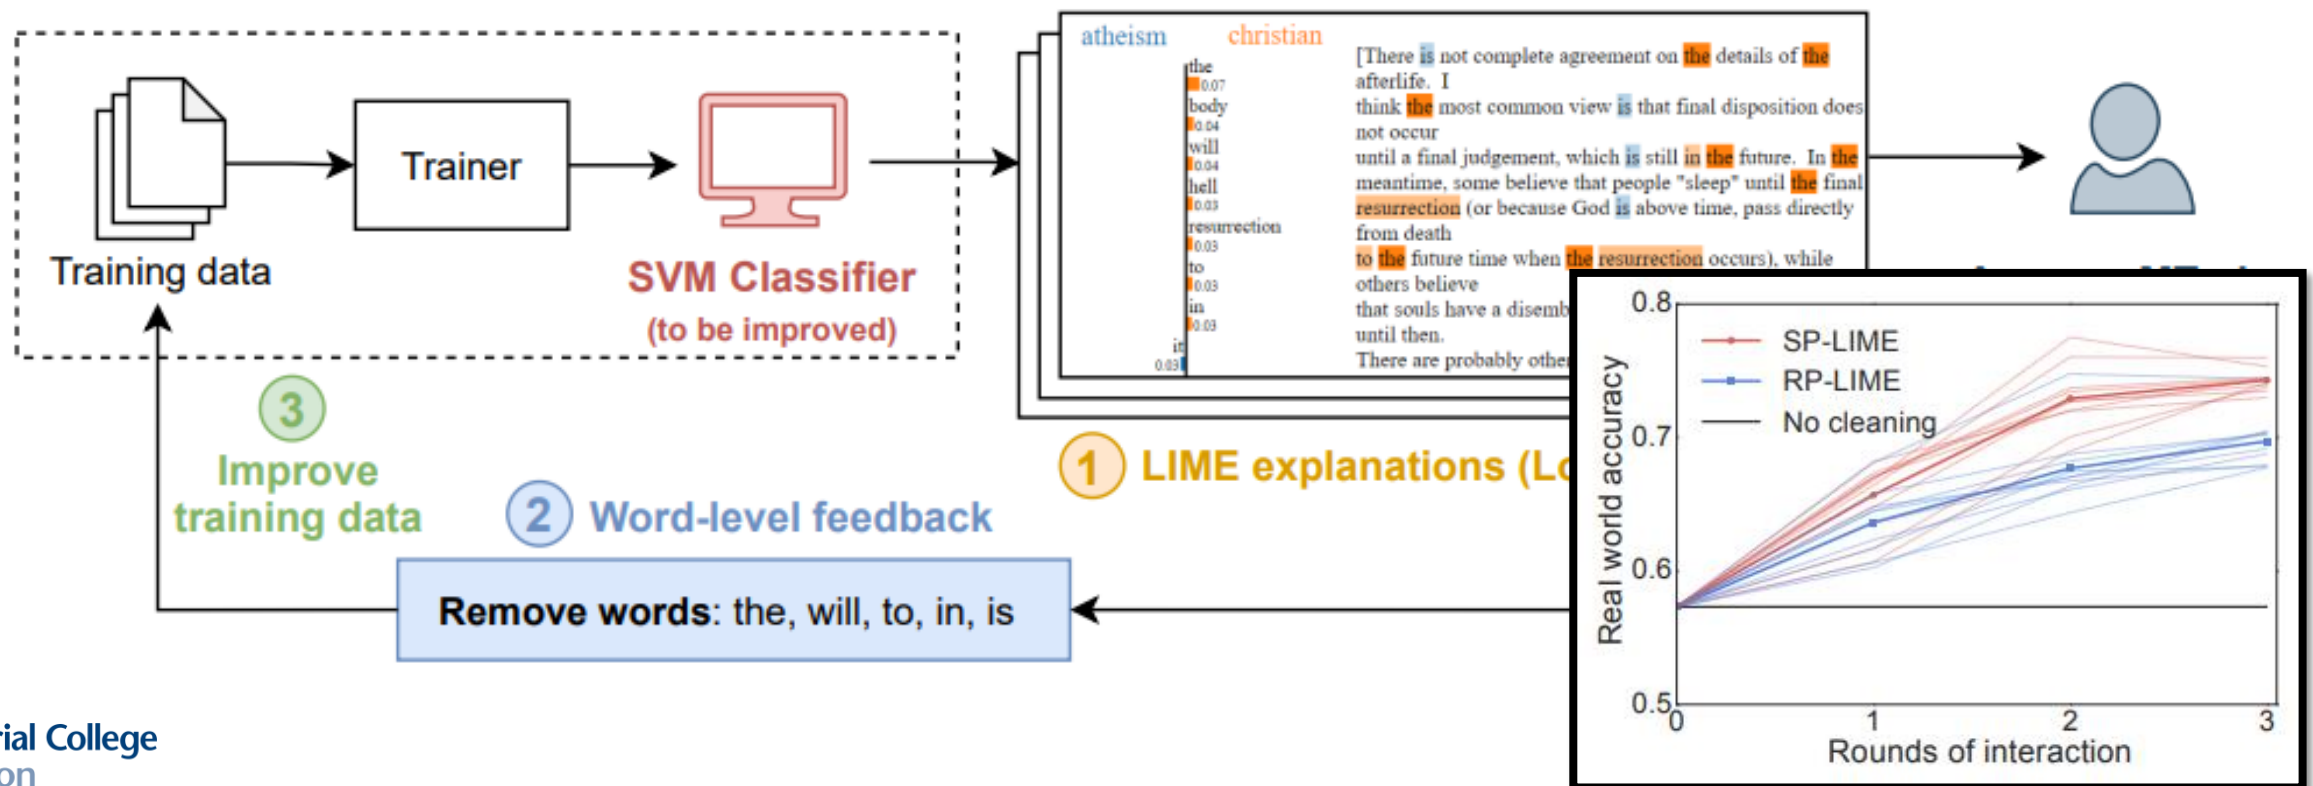 Training data
Trainer
SVM Classifier
(to be improved)
atheism christian
the
0.07
body
0.04
will
0.04
hell
0.03
resurrection
0.03
to
0.03
in
0.03
it
0.03
[There is not complete agreement on the details of the
afterlife. I
think the most common view is that final disposition does
not occur
until a final judgement, which is still in the future. In the
meantime, some believe that people "sleep" until the final
resurrection (or because God is above time, pass directly
from death
to the future time when the resurrection occurs), while
others believe
that souls have a disemb
until then.
There are probably other
1 LIME explanations (Lo
2 Word-level feedback
Remove words: the, will, to, in, is
3
Improve
training data
0.8
0.7
0.6
0.5
Real world accuracy
SP-LIME
RP-LIME
No cleaning
0 1 2 3
Rounds of interaction
rial College
on